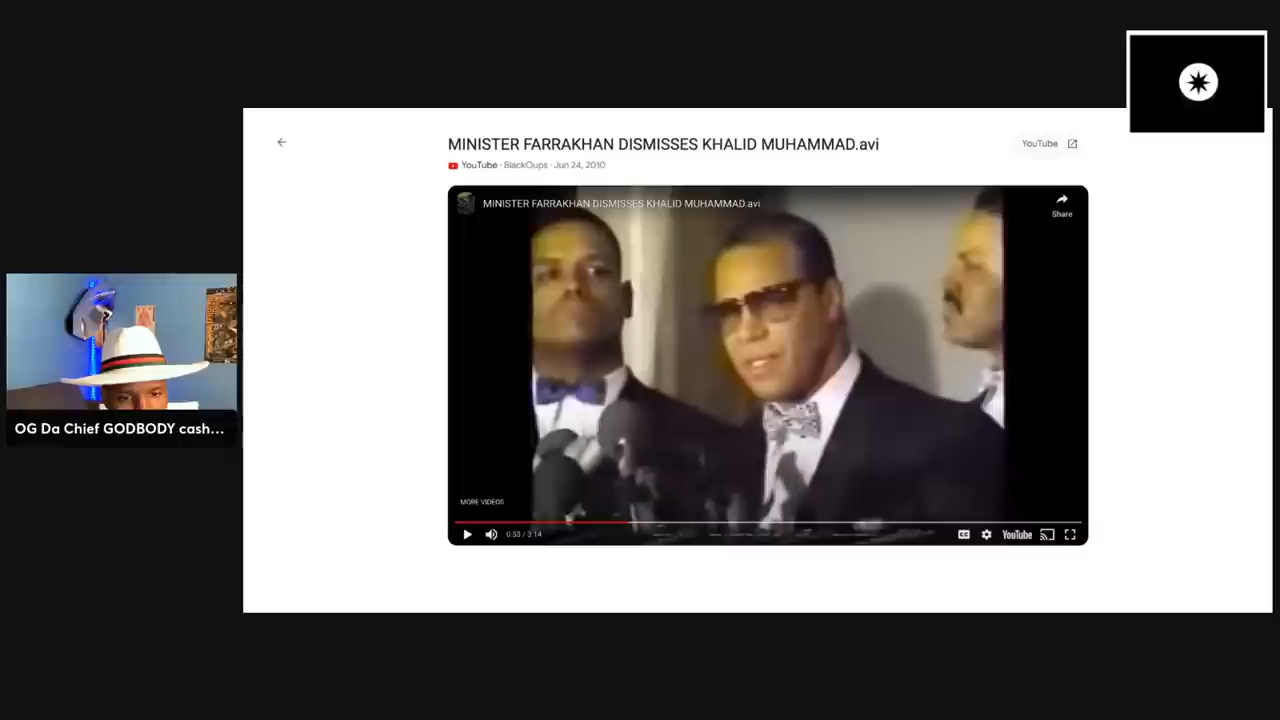 MINISTER FARRAKHAN DISMISSES KHALID MUHAMMAD.avi
YouTube
YouTube · BlackOups · Jun 24, 2010
MINISTER FARRAKHAN DISMISSES KHALID MUHAMMAD.avi
Share
OG Da Chief GODBODY cash...
MORE VIDEOS
0:53 / 3:14
CC
YouTube